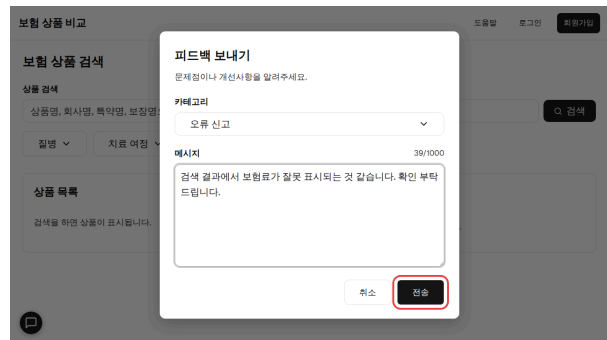 보험 상품 비교
도움말
로그인
회원가입
보험 상품 검색
상품 검색
상품명, 회사명, 특약명, 보장명
검색
질병
치료 여정
상품 목록
검색을 하면 상품이 표시됩니다.
피드백 보내기
문제점이나 개선사항을 알려주세요.
카테고리
오류 신고
메시지
39/1000
검색 결과에서 보험료가 잘못 표시되는 것 같습니다. 확인 부탁
드립니다.
취소
전송